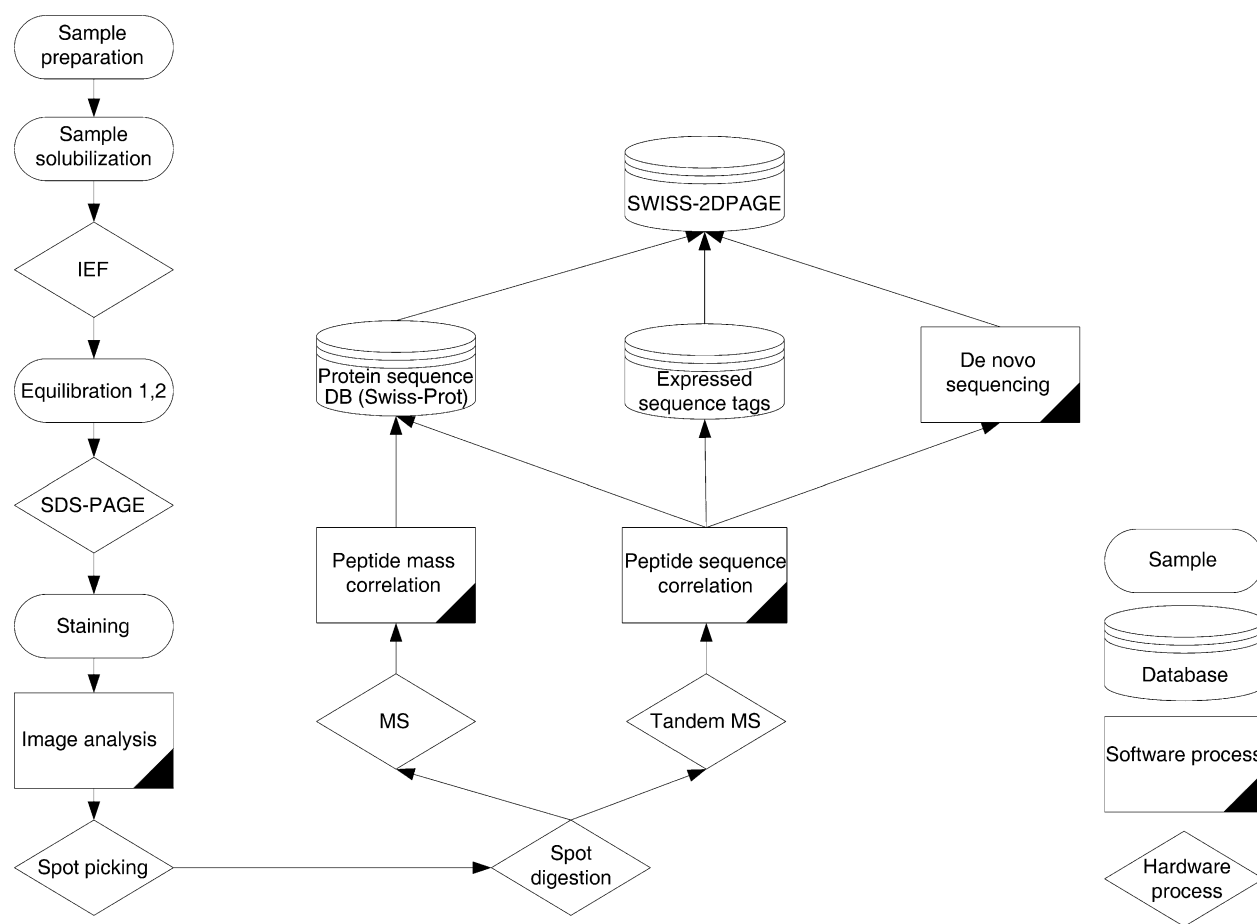 Sample
preparation
Sample
solubilization
IEF
Equilibration 1,2
SDS-PAGE
Staining
Image analysis
Spot picking
Spot
digestion
MS
Tandem MS
Peptide mass
correlation
Peptide sequence
correlation
Protein sequence
DB (Swiss-Prot)
Expressed
sequence tags
De novo
sequencing
SWISS-2DPAGE
Sample
Database
Software process
Hardware
process